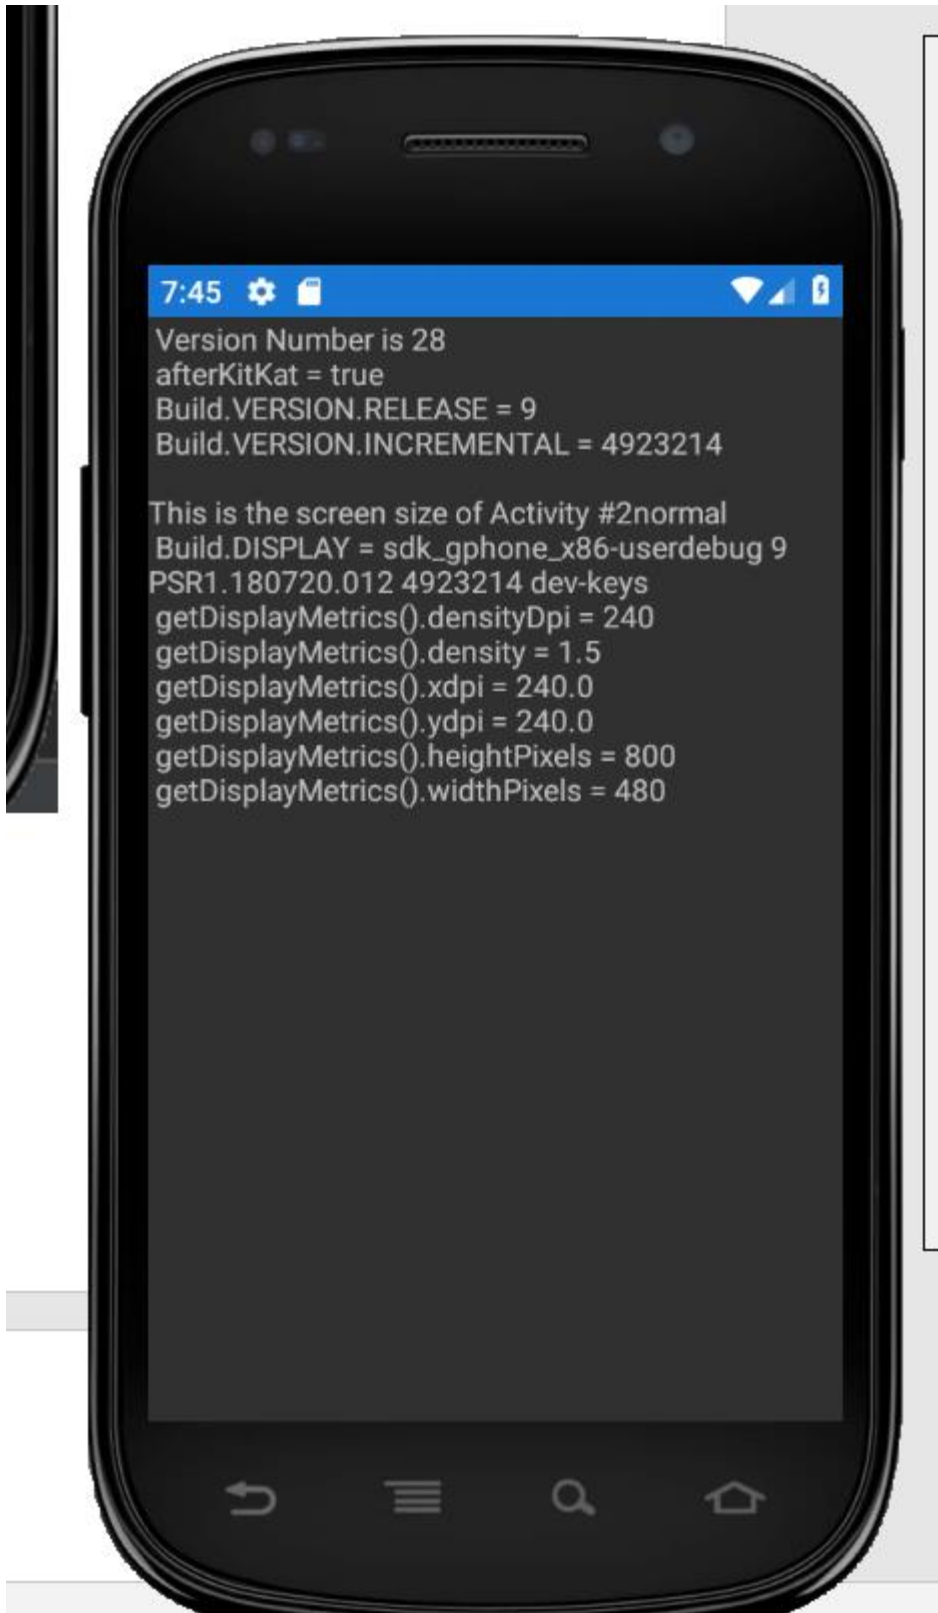 7:45
Version Number is 28
afterKitKat = true
Build.VERSION.RELEASE = 9
Build.VERSION.INCREMENTAL = 4923214
This is the screen size of Activity #2normal
Build.DISPLAY = sdk_gphone_x86-userdebug 9
PSR1.180720.012 4923214 dev-keys
getDisplayMetrics().densityDpi = 240
getDisplayMetrics().density = 1.5
getDisplayMetrics().xdpi = 240.0
getDisplayMetrics().ydpi = 240.0
getDisplayMetrics().heightPixels = 800
getDisplayMetrics().widthPixels = 480